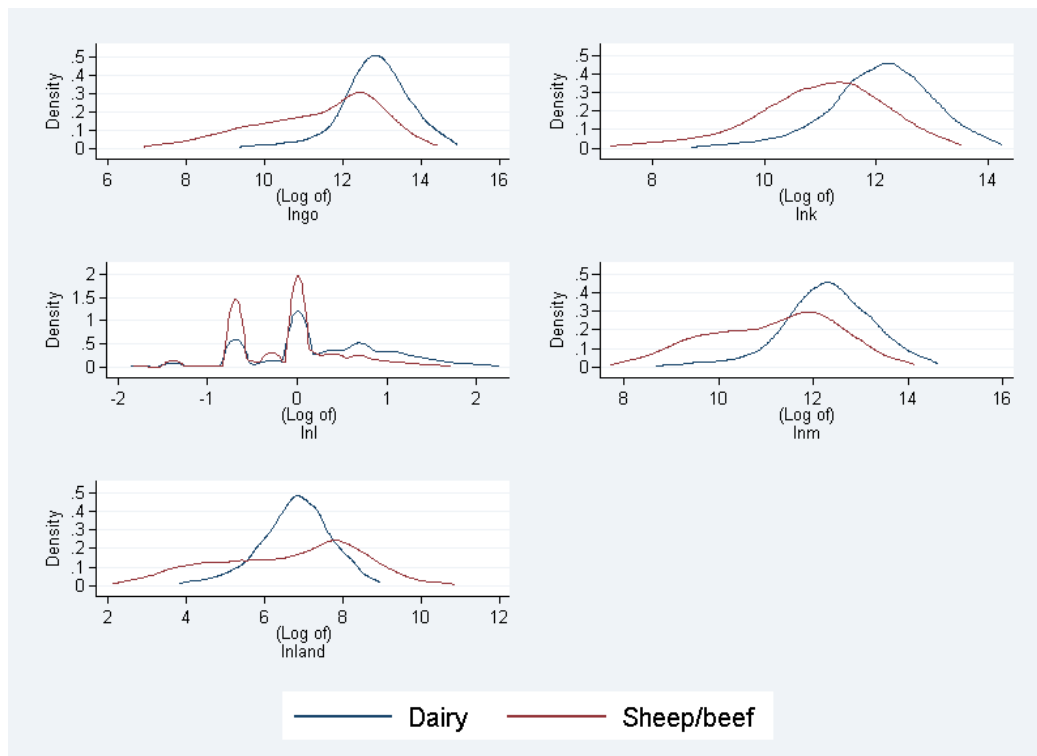 Density
.5
.4
.3
.2
.1
0
6 8 10 12 14 16
(Log of)
lngo
Density
.5
.4
.3
.2
.1
0
8 10 12 14
(Log of)
lnk
Density
2
1.5
1
.5
0
-2 -1 0 1 2
(Log of)
lnl
Density
.5
.4
.3
.2
.1
0
8 10 12 14 16
(Log of)
lnm
Density
.5
.4
.3
.2
.1
0
2 4 6 8 10 12
(Log of)
lnland
Dairy Sheep/beef